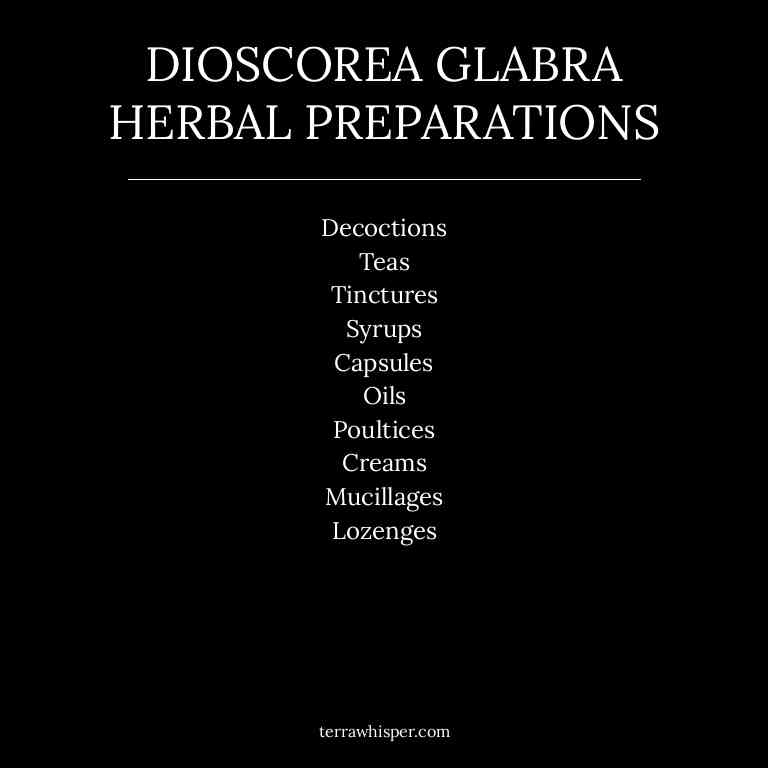 DIOSCOREA GLABRA
HERBAL PREPARATIONS
Decoctions
Teas
Tinctures
Syrups
Capsules
Oils
Poultices
Creams
Mucillages
Lozenges
terrawhisper.com